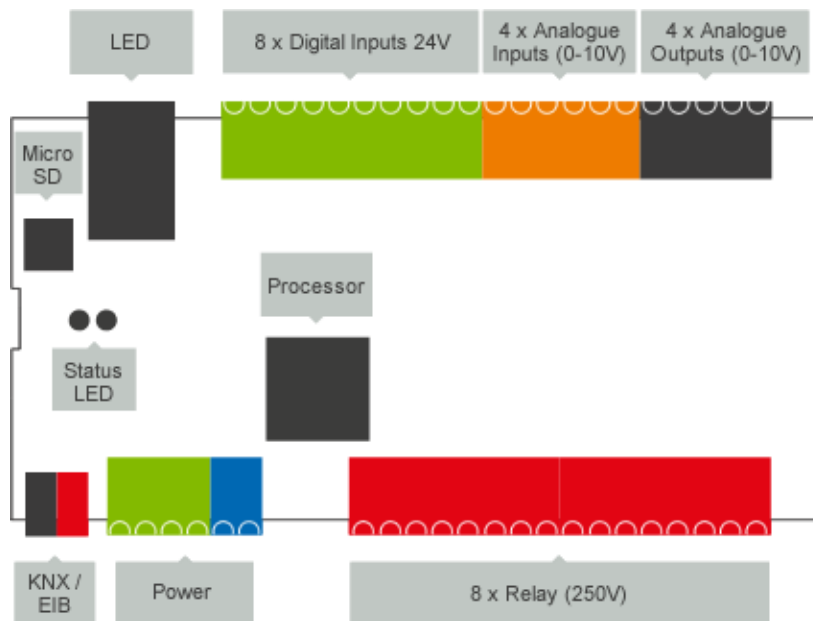 LED
8 x Digital Inputs 24V
4 x Analogue
Inputs (0-10V)
4 x Analogue
Outputs (0-10V)
Micro
SD
Processor
Status
LED
KNX /
EIB
Power
8 x Relay (250V)